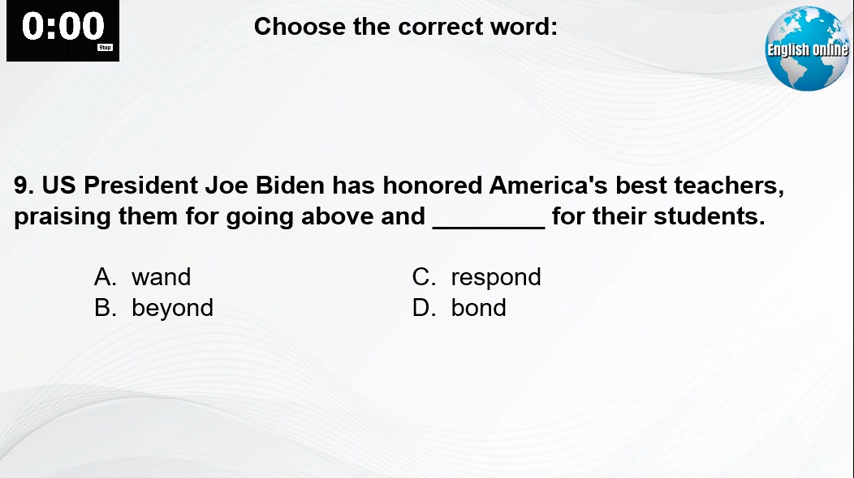 0:00
Stop
Choose the correct word:
English Online
9. US President Joe Biden has honored America's best teachers,
praising them for going above and ________ for their students.
A. wand
B. beyond
C. respond
D. bond